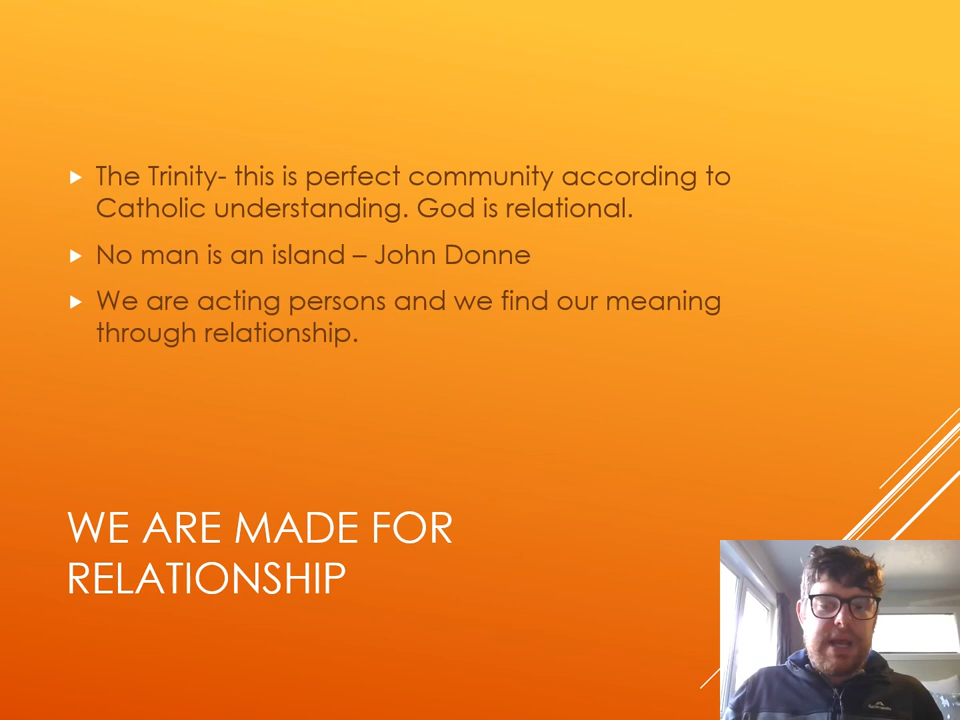 The Trinity- this is perfect community according to
Catholic understanding. God is relational.
No man is an island – John Donne
We are acting persons and we find our meaning
through relationship.
WE ARE MADE FOR
RELATIONSHIP